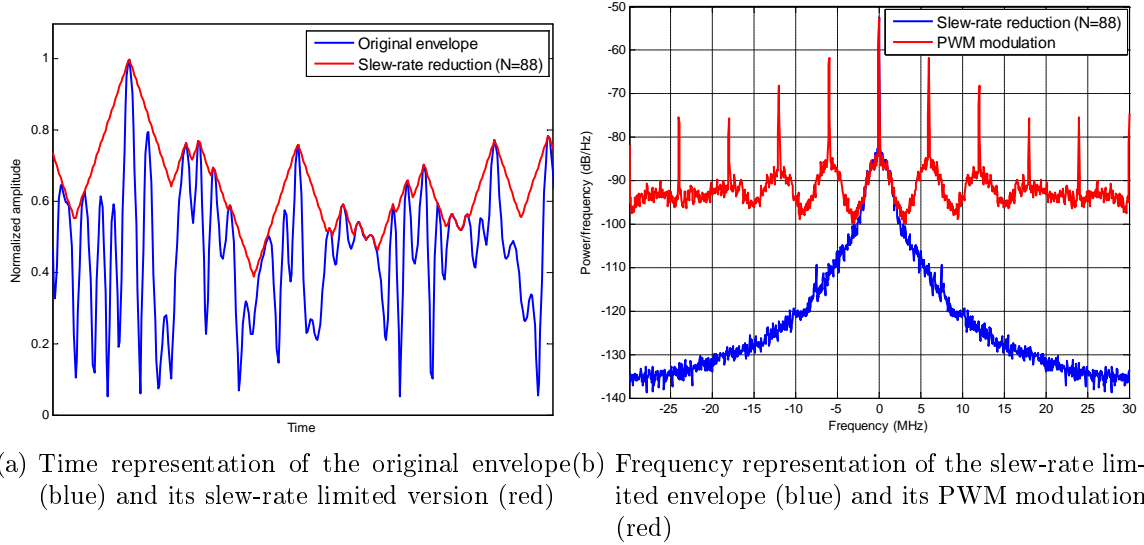 Original envelope
Slew-rate reduction (N=88)
1
0.8
0.6
0.4
0.2
0
Normalized amplitude
Time
Slew-rate reduction (N=88)
PWM modulation
-50
-60
-70
-80
-90
-100
-110
-120
-130
-140
Power/frequency (dB/Hz)
-25 -20 -15 -10 -5 0 5 10 15 20 25 30
Frequency (MHz)
(a) Time representation of the original envelope
(blue) and its slew-rate limited version (red)
(b) Frequency representation of the slew-rate lim-
ited envelope (blue) and its PWM modulation
(red)